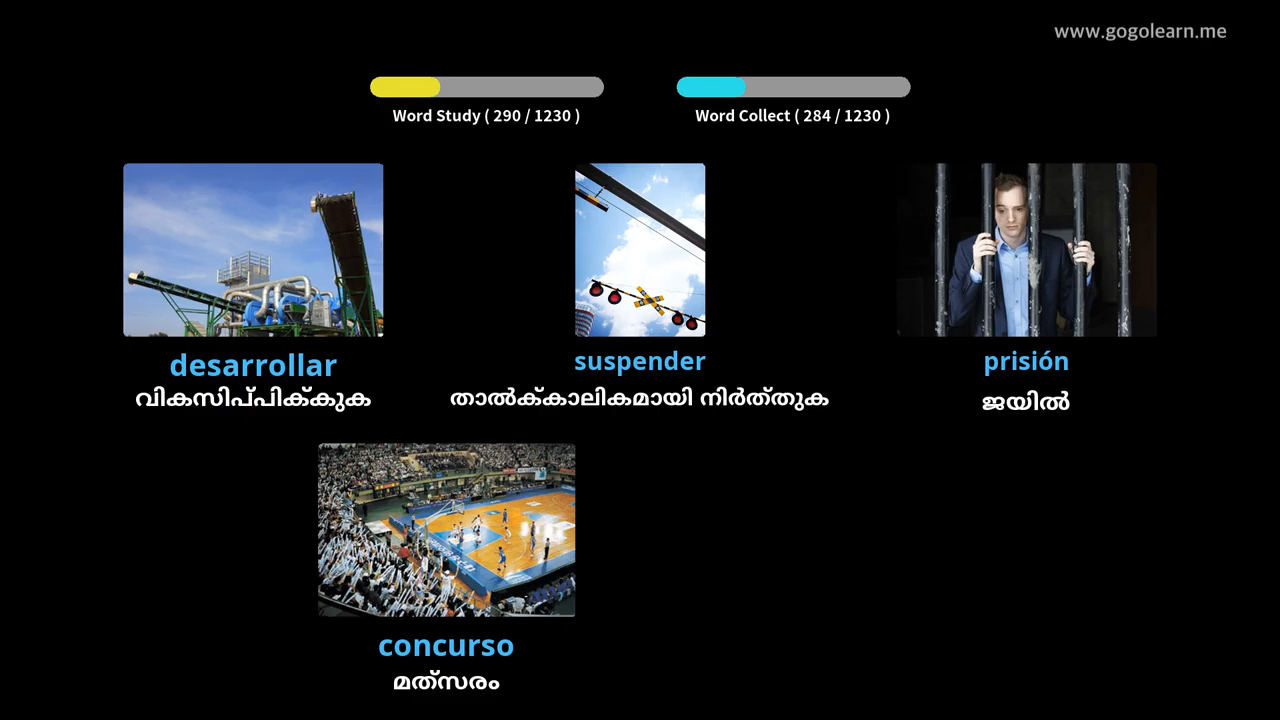 www.gogolearn.me
Word Study ( 290 / 1230 )
Word Collect ( 284 / 1230 )
desarrollar
വികസിപ്പിക്കുക
suspender
താൽക്കാലികമായി നിർത്തുക
prisión
ജയിൽ
concurso
മത്സരം